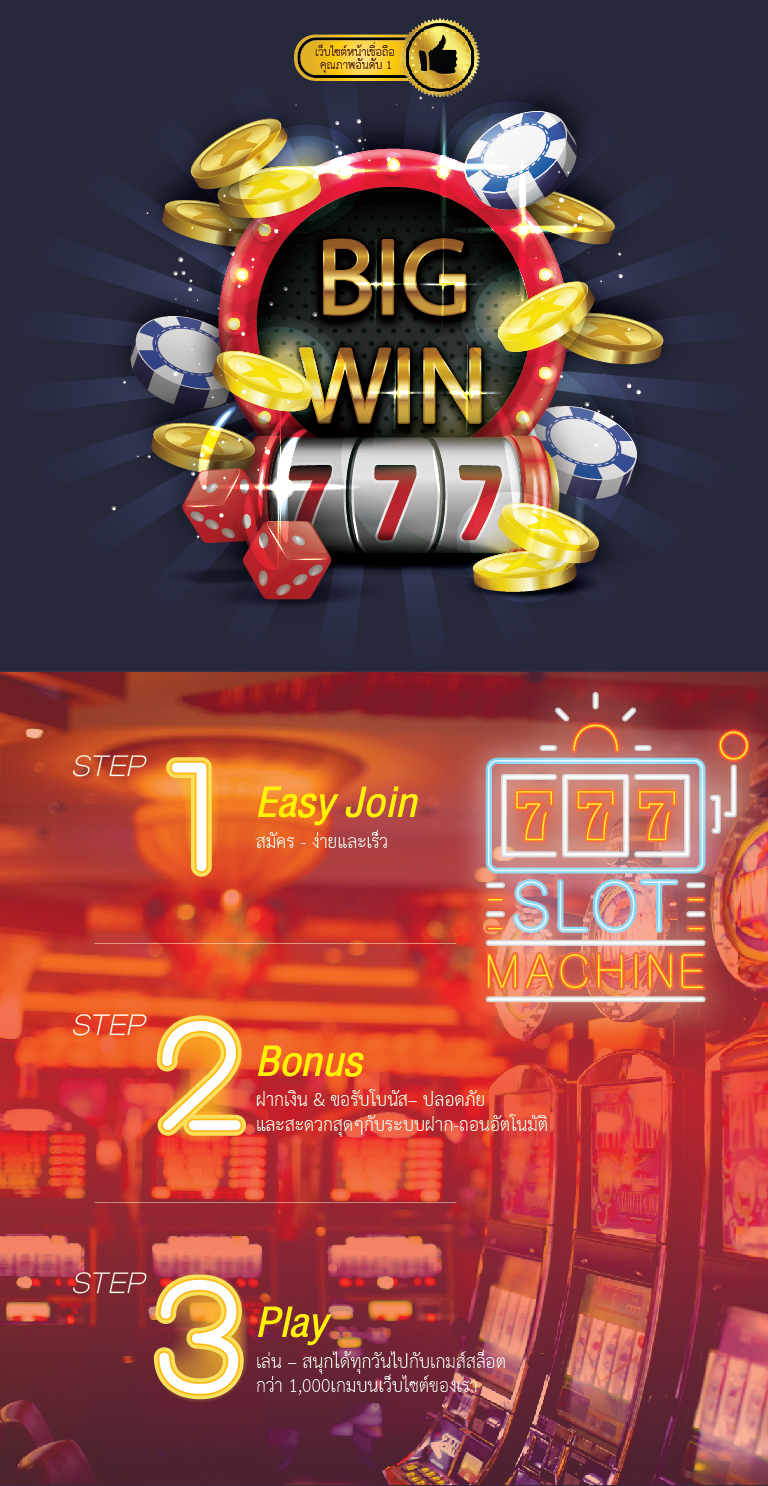 เว็บไซต์หน้าเชื่อถือ
คุณภาพอันดับ 1
BIG
WIN
777
STEP 1
Easy Join
สมัคร - ง่ายและเร็ว
777
SLOT
MACHINE
STEP 2
Bonus
ฝากเงิน & ขอรับโบนัส– ปลอดภัย
และสะดวกสุดๆกับระบบฝาก-ถอนอัตโนมัติ
STEP 3
Play
เล่น – สนุกได้ทุกวันไปกับเกมส์สล็อต
กว่า 1,000เกมบนเว็บไซต์ของเรา